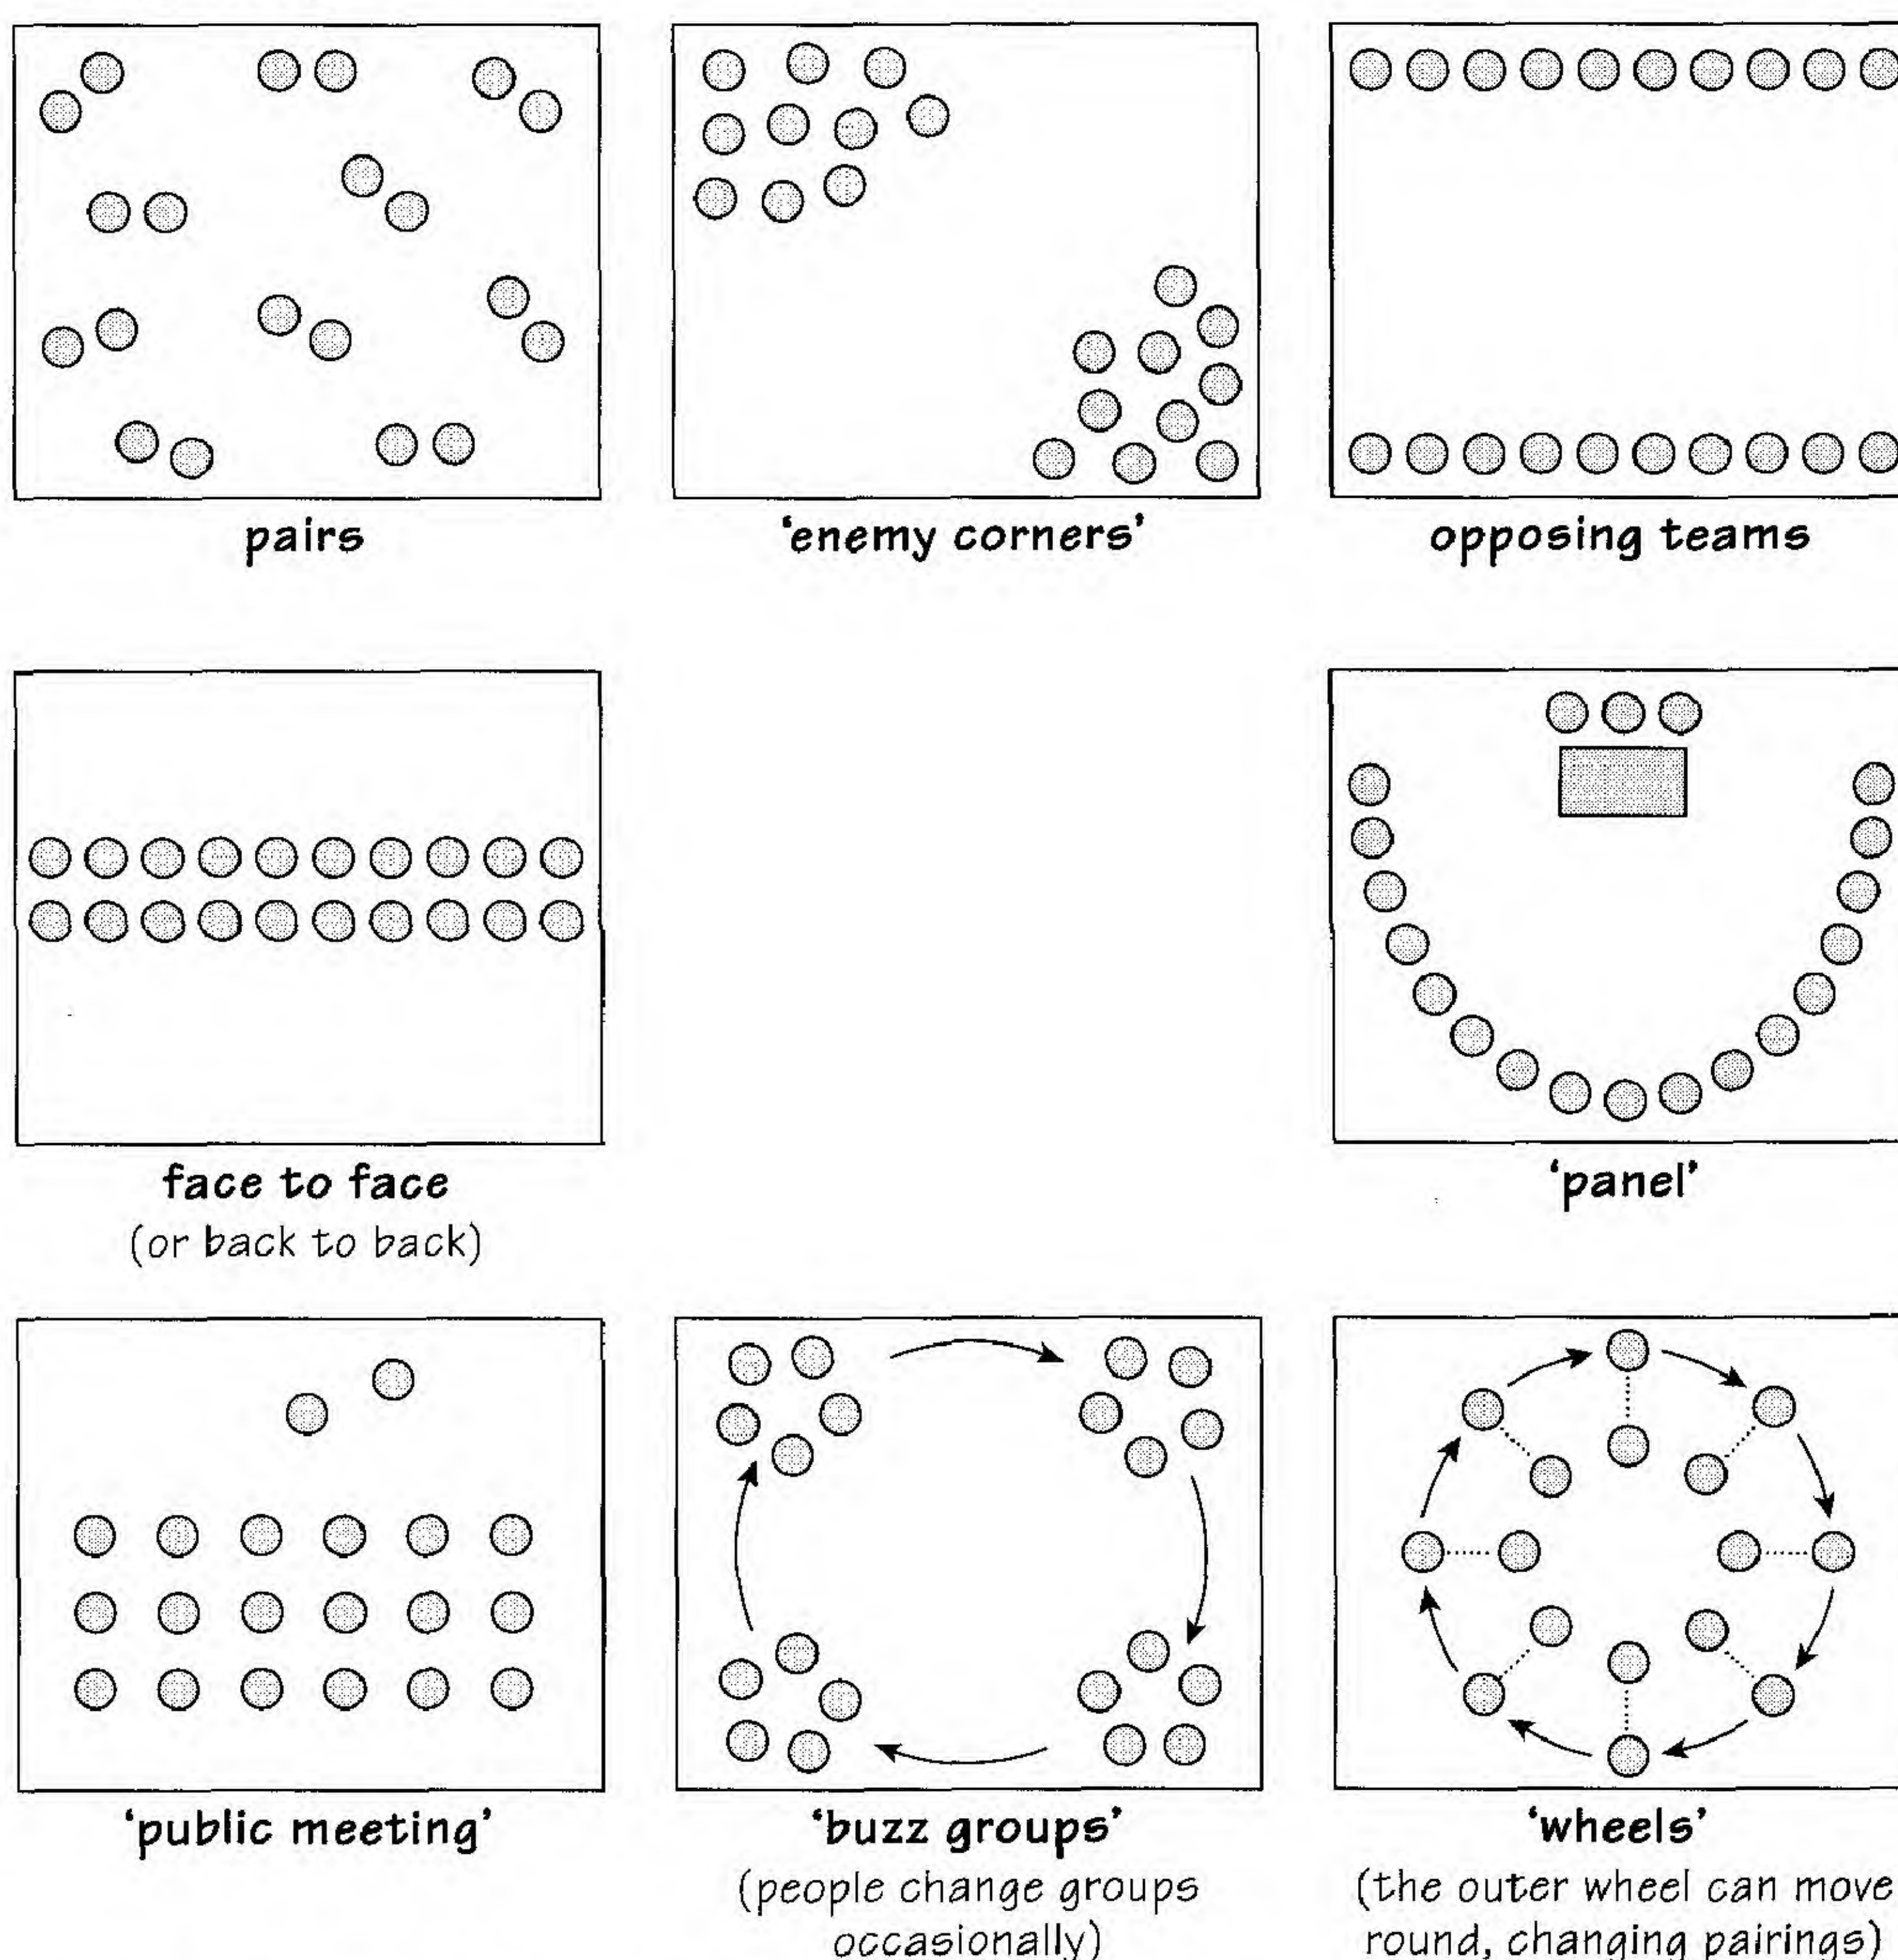 pairs
'enemy corners'
opposing teams
face to face
(or back to back)
'panel'
'public meeting'
'buzz groups'
(people change groups
occasionally)
'wheels'
(the outer wheel can move
round, changing pairings)